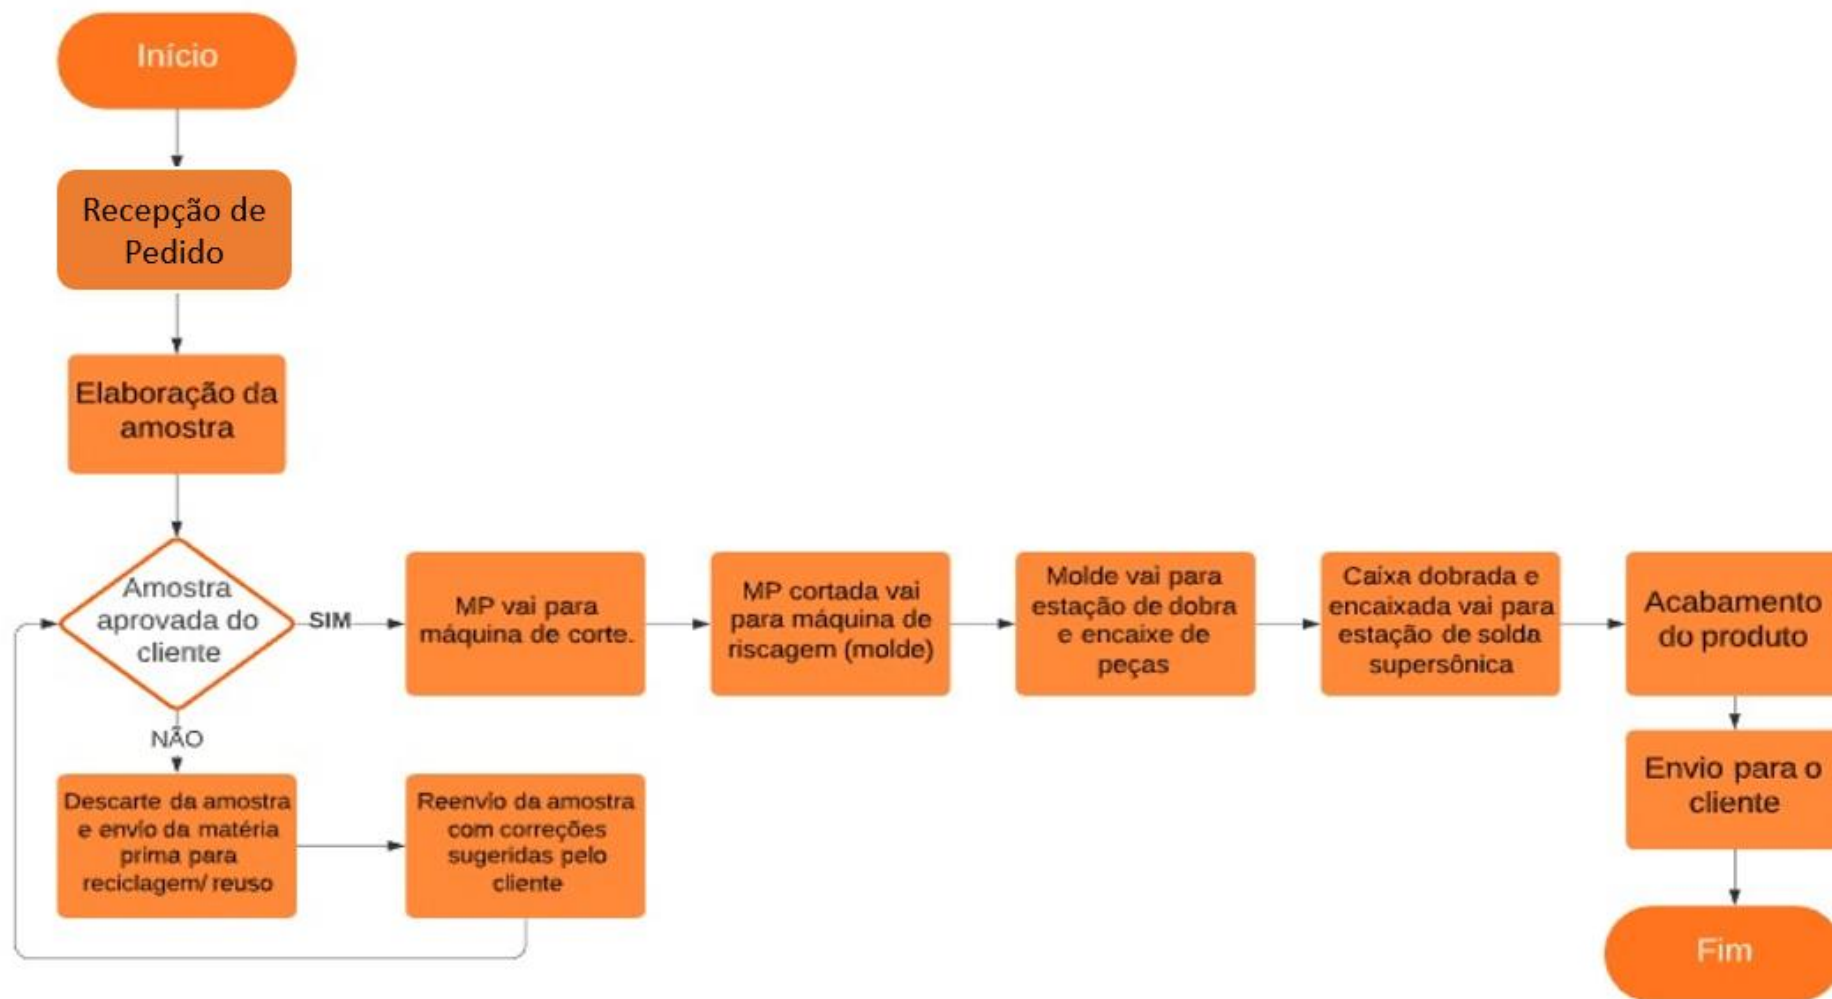 Início
Recepção de
Pedido
Elaboração da
amostra
Amostra
aprovada do
cliente
SIM
MP vai para
máquina de corte.
MP cortada vai
para máquina de
riscagem (molde)
Molde vai para
estação de dobra
e encaixe de
peças
Caixa dobrada e
encaixada vai para
estação de solda
supersônica
Acabamento
do produto
NÃO
Descarte da amostra
e envio da matéria
prima para
reciclagem/ reuso
Reenvio da amostra
com correções
sugeridas pelo
cliente
Envio para o
cliente
Fim